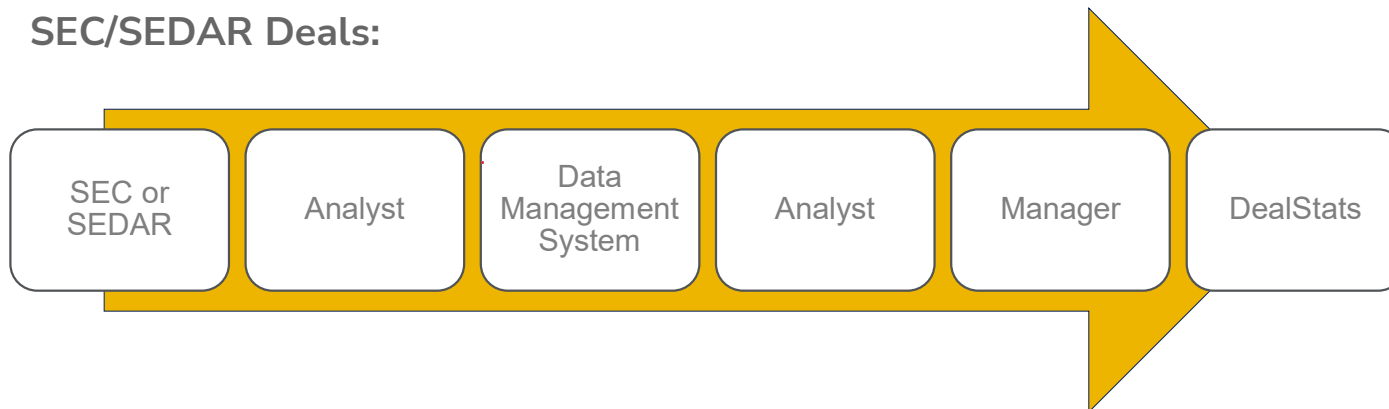 SEC/SEDAR Deals:
SEC or
SEDAR
Analyst
Data
Management
System
Analyst
Manager
DealStats